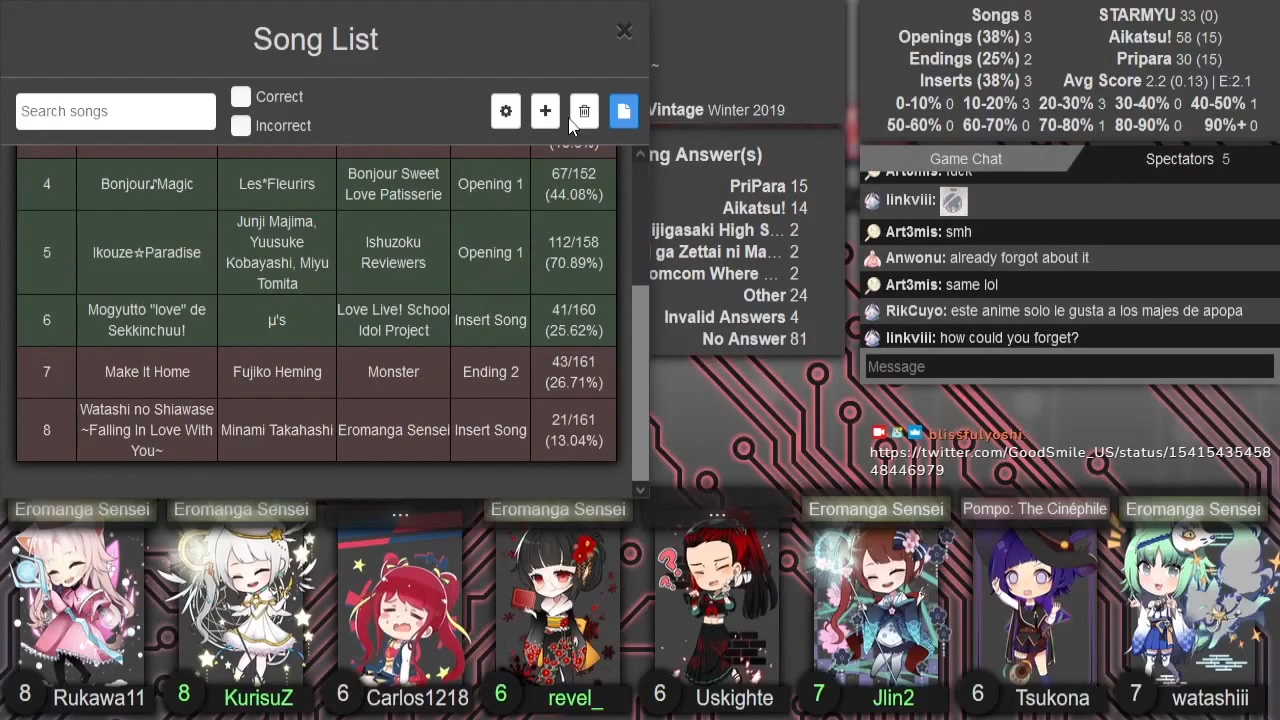 Song List
Search songs
Correct
Incorrect
4 Bonjour♪Magic Les*Fleurirs Bonjour Sweet Love Patisserie Opening 1 67/152 (44.08%)
5 Ikouze☆Paradise Junji Majima, Yuusuke Kobayashi, Miyu Tomita Ishuzoku Reviewers Opening 1 112/158 (70.89%)
6 Mogyutto "love" de Sekkinchuu! μ's Love Live! School Idol Project Insert Song 41/160 (25.62%)
7 Make It Home Fujiko Heming Monster Ending 2 43/161 (26.71%)
8 Watashi no Shiawase ~Falling In Love With You~ Minami Takahashi Eromanga Sensei Insert Song 21/161 (13.04%)
~
Vintage Winter 2019
ng Answer(s)
PriPara 15
Aikatsu! 14
ijigasaki High S... 2
i ga Zettai ni Ma... 2
omcom Where ... 2
Other 24
Invalid Answers 4
No Answer 81
Songs 8 STARMYU 33 (0)
Openings (38%) 3 Aikatsu! 58 (15)
Endings (25%) 2 Pripara 30 (15)
Inserts (38%) 3 Avg Score 2.2 (0.13) | E:2.1
0-10% 0 10-20% 3 20-30% 3 30-40% 0 40-50% 1
50-60% 0 60-70% 0 70-80% 1 80-90% 0 90%+ 0
Game Chat Spectators 5
Art3mis: fuck
linkviii:
Art3mis: smh
Anwonu: already forgot about it
Art3mis: same lol
RikCuyo: este anime solo le gusta a los majes de apopa
linkviii: how could you forget?
Message
blissfulyoshi:
https://twitter.com/GoodSmile_US/status/15415435458
48446979
Eromanga Sensei Eromanga Sensei ... Eromanga Sensei ... Eromanga Sensei Pompo: The Cinéphile Eromanga Sensei
8 Rukawa11 8 KurisuZ 6 Carlos1218 6 revel_ 6 Uskighte 7 Jlin2 6 Tsukona 7 watashiii